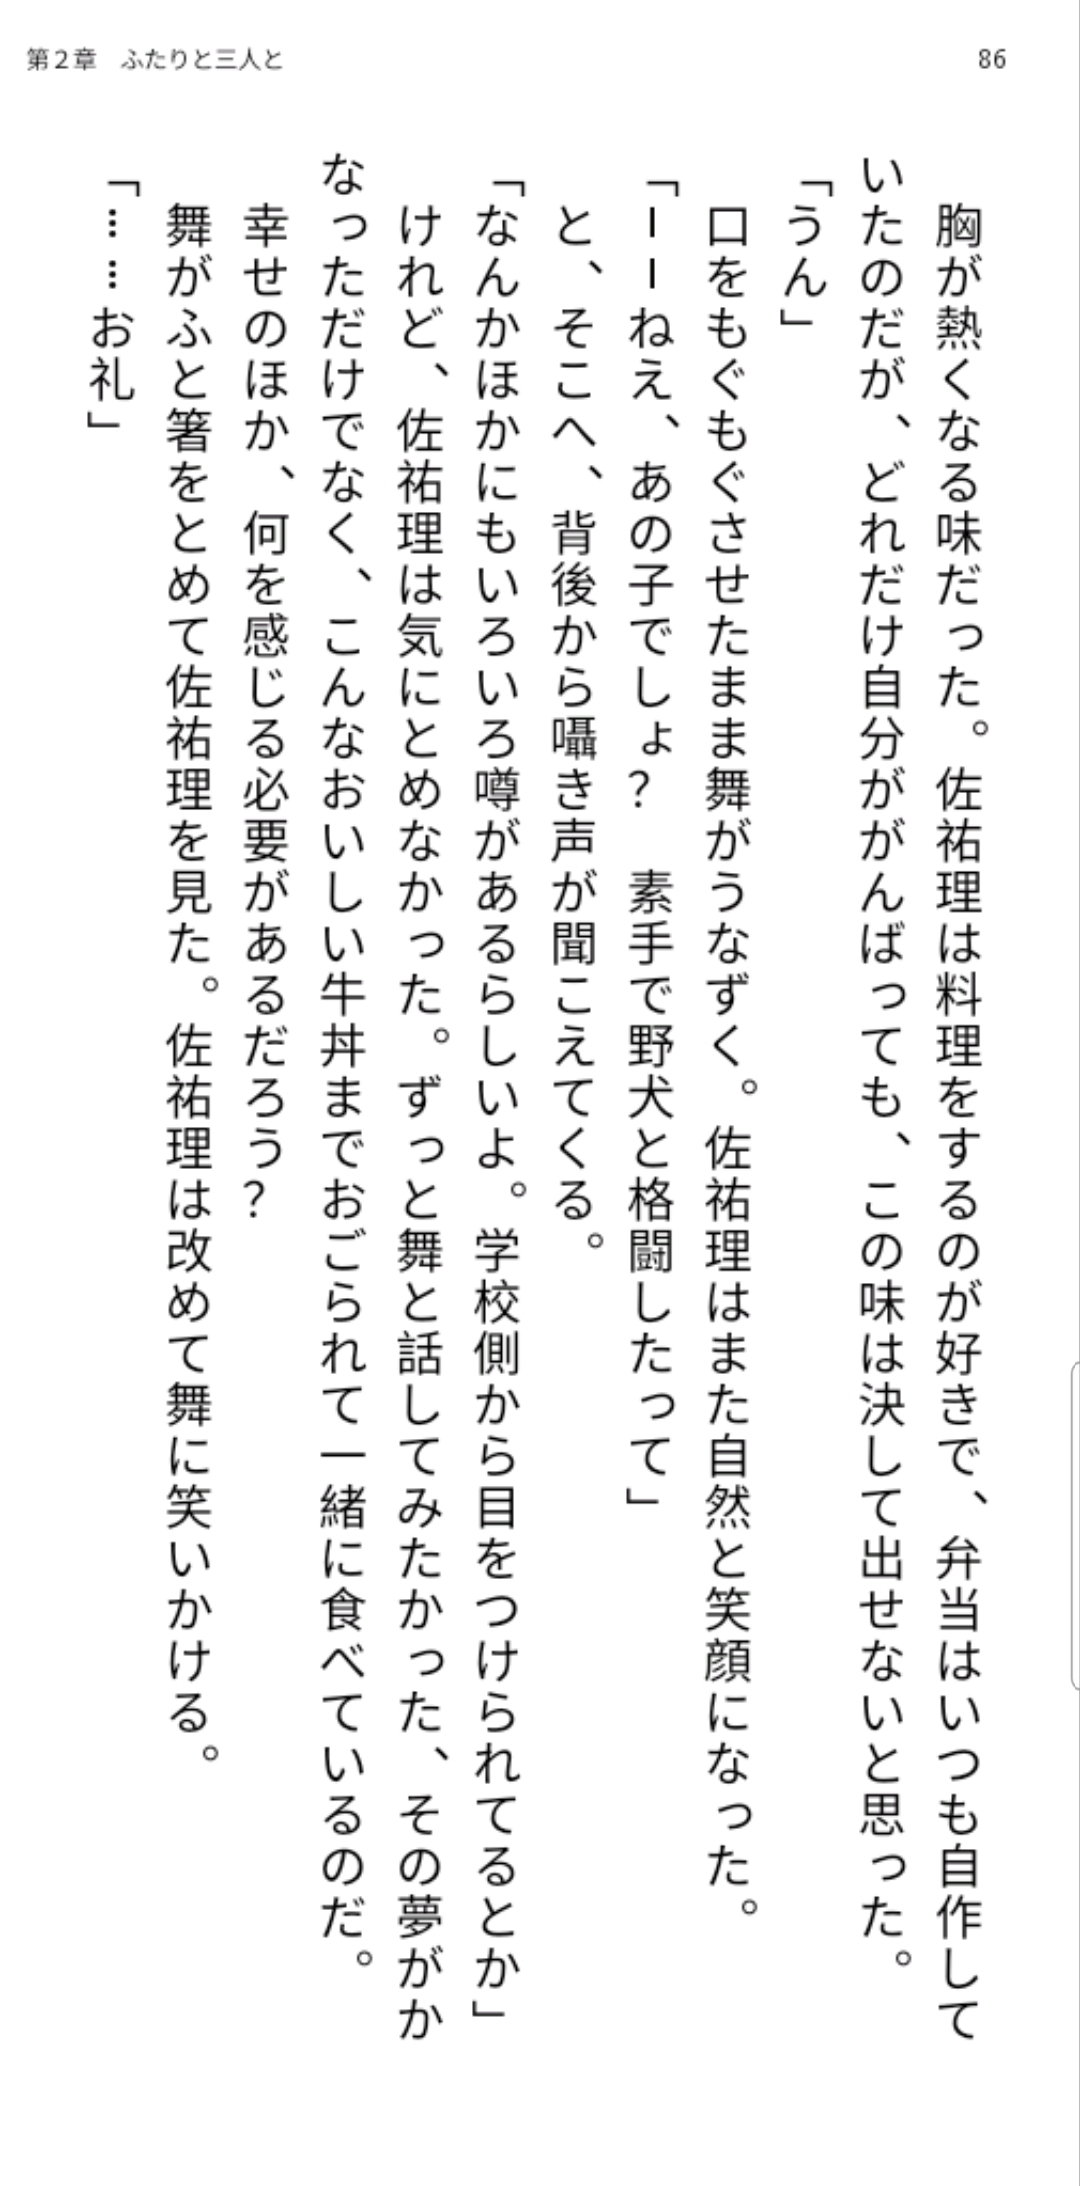 第２章　ふたりと三人と
86
　胸が熱くなる味だった。佐祐理は料理をするのが好きで、弁当はいつも自作して
いたのだが、どれだけ自分ががんばっても、この味は決して出せないと思った。
「うん」
　口をもぐもぐさせたまま舞がうなずく。佐祐理はまた自然と笑顔になった。
「ーーねえ、あの子でしょ？　素手で野犬と格闘したって」
　と、そこへ、背後から囁き声が聞こえてくる。
「なんかほかにもいろいろ噂があるらしいよ。学校側から目をつけられてるとか」
　けれど、佐祐理は気にとめなかった。ずっと舞と話してみたかった、その夢がか
なっただけでなく、こんなおいしい牛丼までおごられて一緒に食べているのだ。
　幸せのほか、何を感じる必要があるだろう？
　舞がふと箸をとめて佐祐理を見た。佐祐理は改めて舞に笑いかける。
「……お礼」